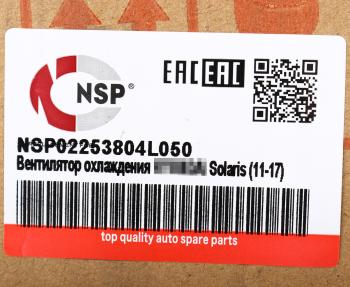 NSP®
EAC EAC
NSP02253804L050
Вентилятор охлаждения Solaris (11-17)
top quality auto spare parts